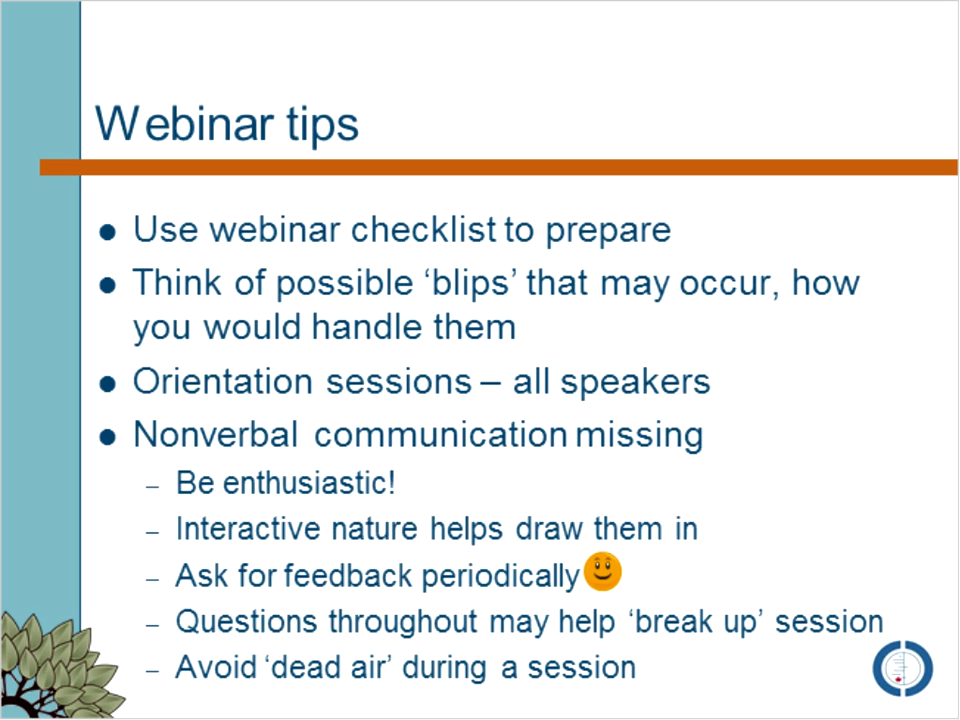 Webinar tips
● Use webinar checklist to prepare
● Think of possible ‘blips’ that may occur, how
you would handle them
● Orientation sessions – all speakers
● Nonverbal communication missing
– Be enthusiastic!
– Interactive nature helps draw them in
– Ask for feedback periodically
– Questions throughout may help ‘break up’ session
– Avoid ‘dead air’ during a session